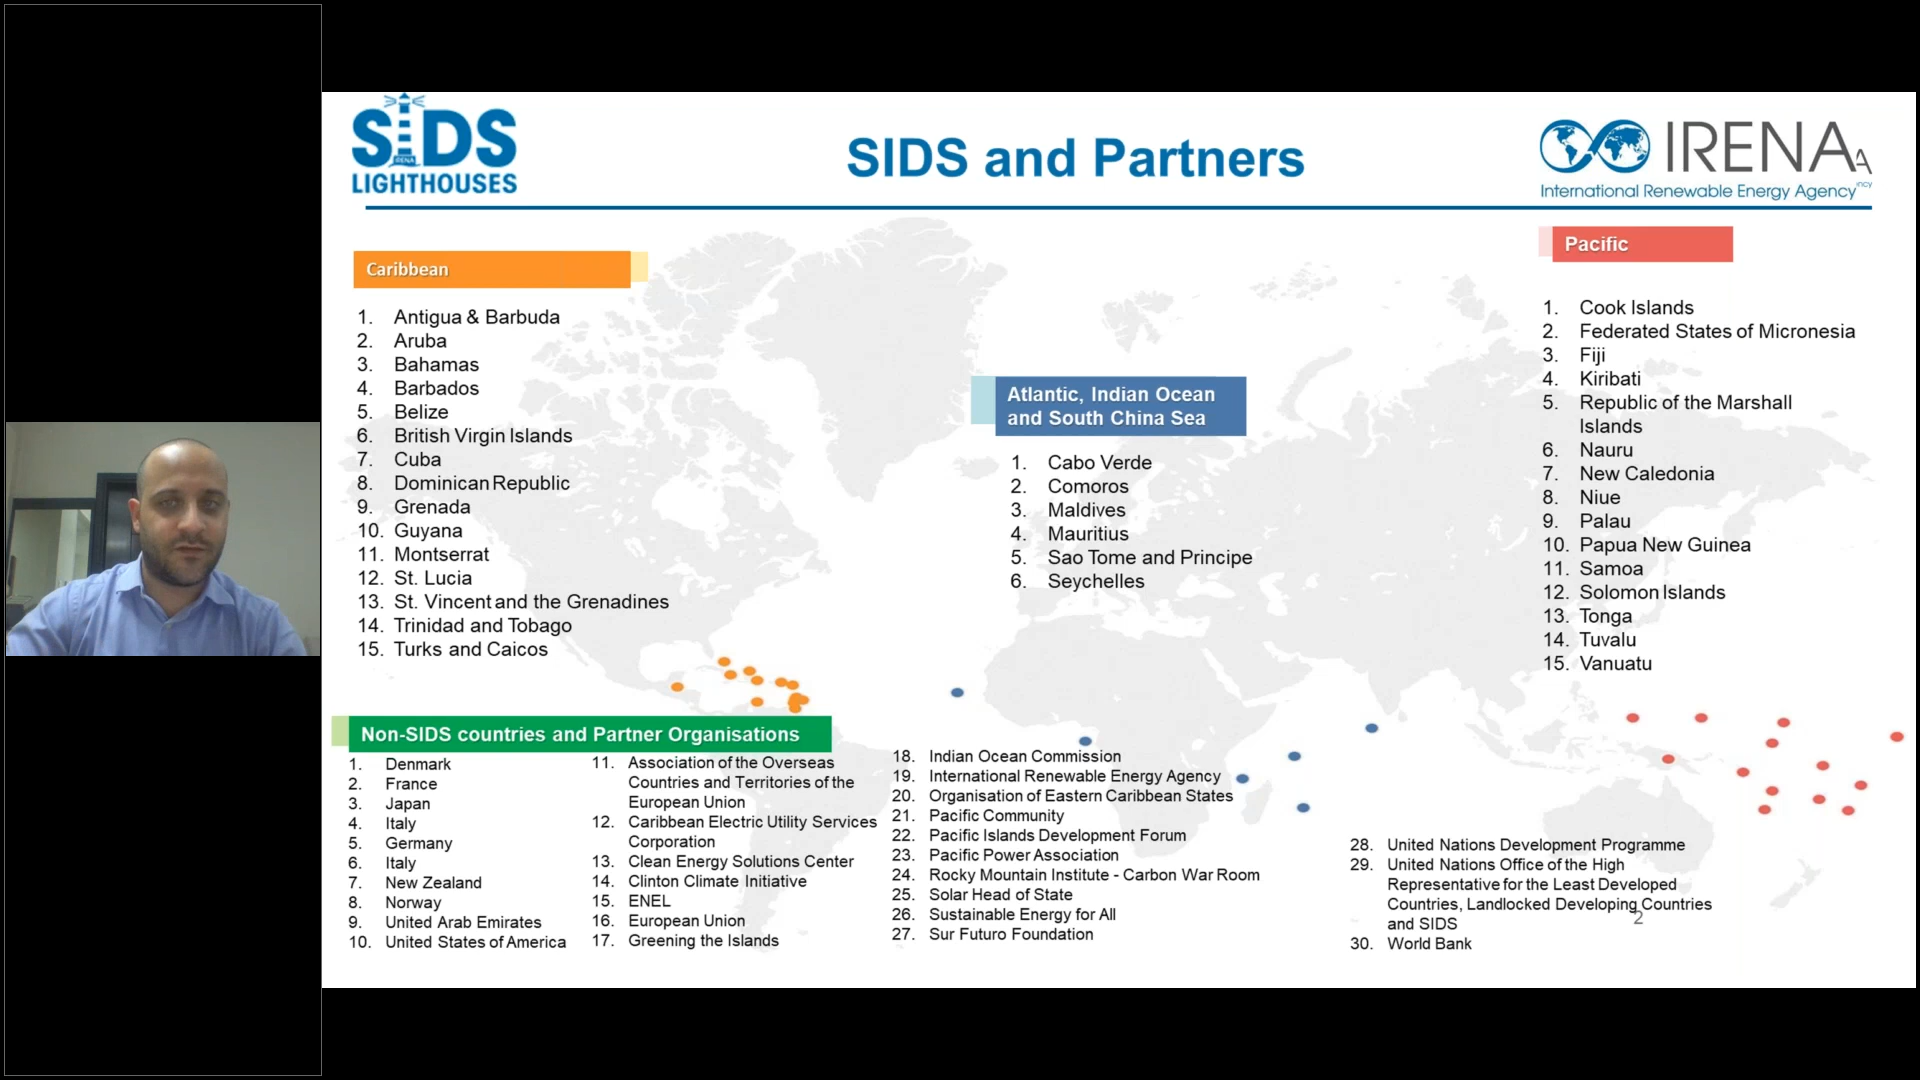 SIDS
IRENA
LIGHTHOUSES
SIDS and Partners
IRENA
A
International Renewable Energy Agency
ncy
Caribbean
1. Antigua & Barbuda
2. Aruba
3. Bahamas
4. Barbados
5. Belize
6. British Virgin Islands
7. Cuba
8. Dominican Republic
9. Grenada
10. Guyana
11. Montserrat
12. St. Lucia
13. St. Vincent and the Grenadines
14. Trinidad and Tobago
15. Turks and Caicos
Atlantic, Indian Ocean
and South China Sea
1. Cabo Verde
2. Comoros
3. Maldives
4. Mauritius
5. Sao Tome and Principe
6. Seychelles
Pacific
1. Cook Islands
2. Federated States of Micronesia
3. Fiji
4. Kiribati
5. Republic of the Marshall
Islands
6. Nauru
7. New Caledonia
8. Niue
9. Palau
10. Papua New Guinea
11. Samoa
12. Solomon Islands
13. Tonga
14. Tuvalu
15. Vanuatu
Non-SIDS countries and Partner Organisations
1. Denmark
2. France
3. Japan
4. Italy
5. Germany
6. Italy
7. New Zealand
8. Norway
9. United Arab Emirates
10. United States of America
11. Association of the Overseas
Countries and Territories of the
European Union
12. Caribbean Electric Utility Services
Corporation
13. Clean Energy Solutions Center
14. Clinton Climate Initiative
15. ENEL
16. European Union
17. Greening the Islands
18. Indian Ocean Commission
19. International Renewable Energy Agency
20. Organisation of Eastern Caribbean States
21. Pacific Community
22. Pacific Islands Development Forum
23. Pacific Power Association
24. Rocky Mountain Institute - Carbon War Room
25. Solar Head of State
26. Sustainable Energy for All
27. Sur Futuro Foundation
28. United Nations Development Programme
29. United Nations Office of the High
Representative for the Least Developed
Countries, Landlocked Developing Countries
and SIDS
30. World Bank
2